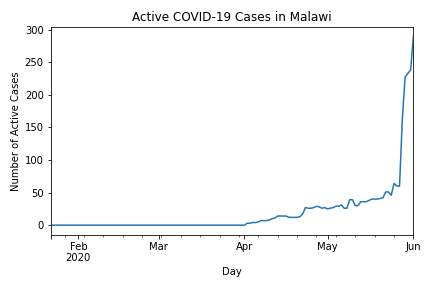 Active COVID-19 Cases in Malawi
Number of Active Cases
300
250
200
150
100
50
0
Feb
2020
Mar
Apr
May
Jun
Day